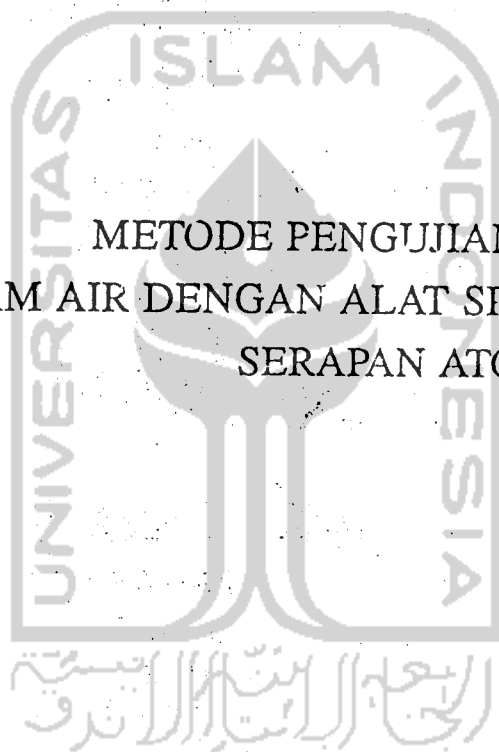 ISLAM
UNIVERSITAS
INDONESIA
METODE PENGUJIAN
M AIR DENGAN ALAT SP
SERAPAN ATO